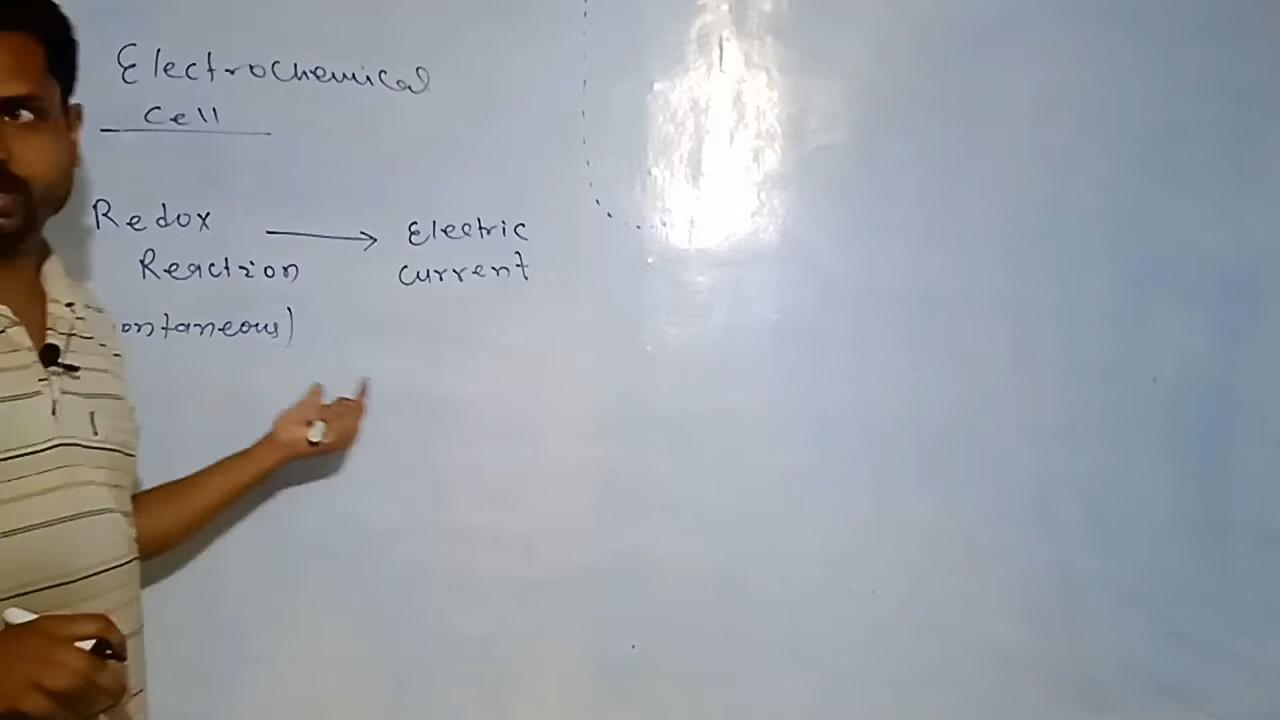 Electrochemical
Cell
Redox → Electric
Reaction current
ontaneous)